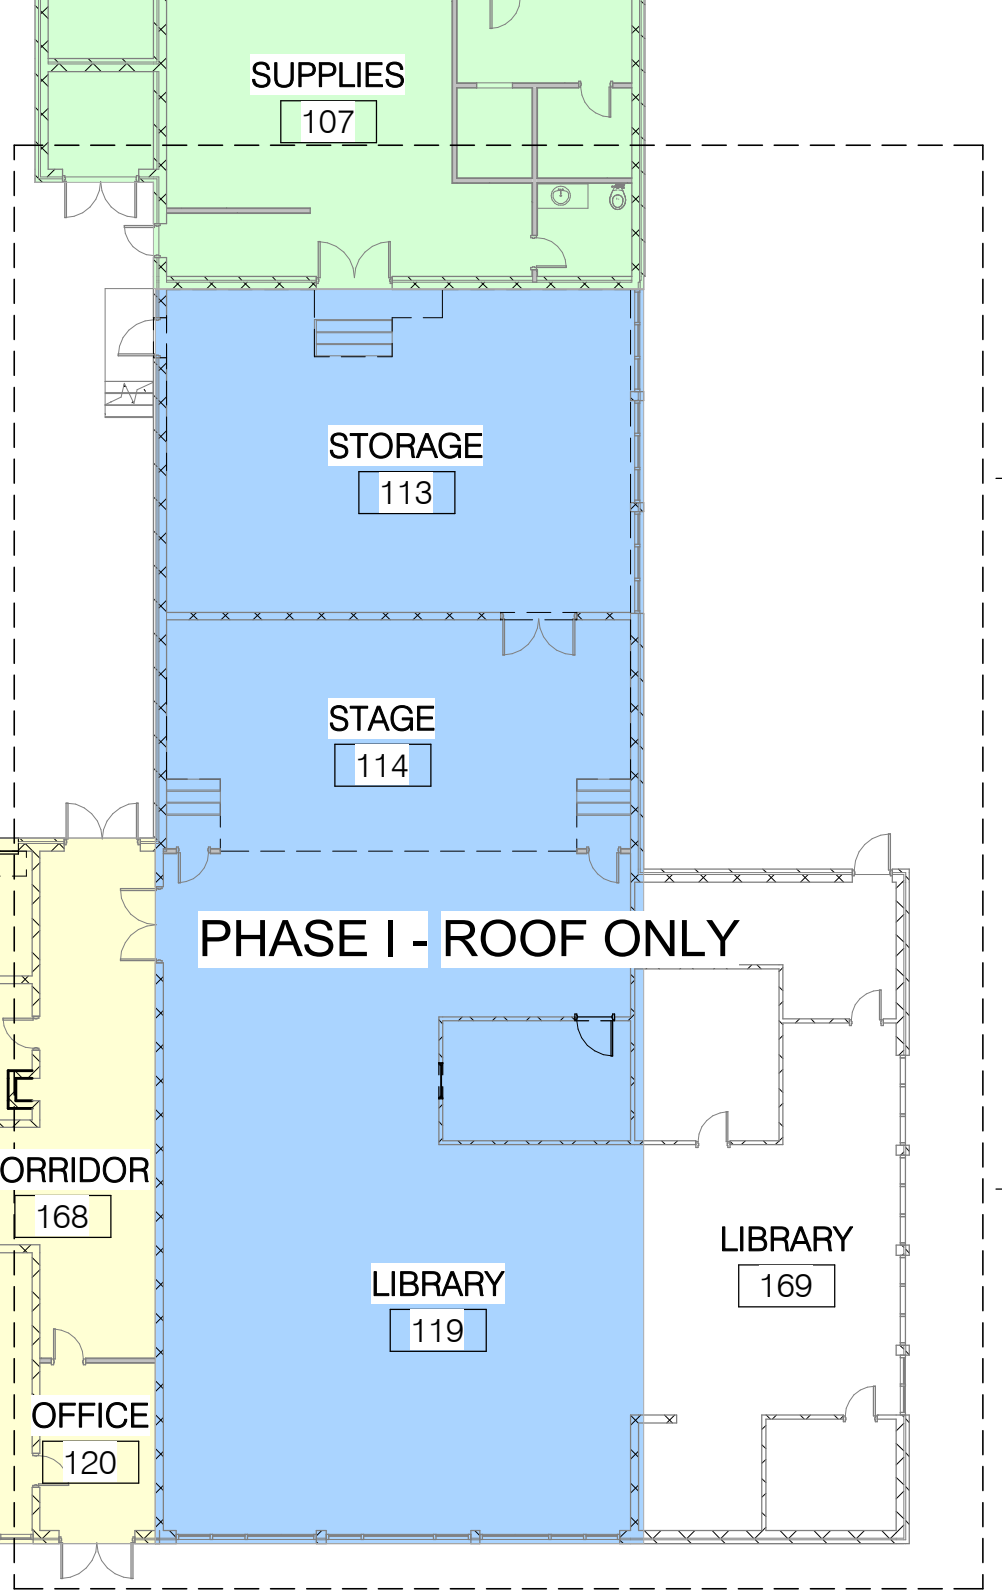 SUPPLIES
107
STORAGE
113
STAGE
114
PHASE I - ROOF ONLY
ORRIDOR
168
LIBRARY
169
LIBRARY
119
OFFICE
120